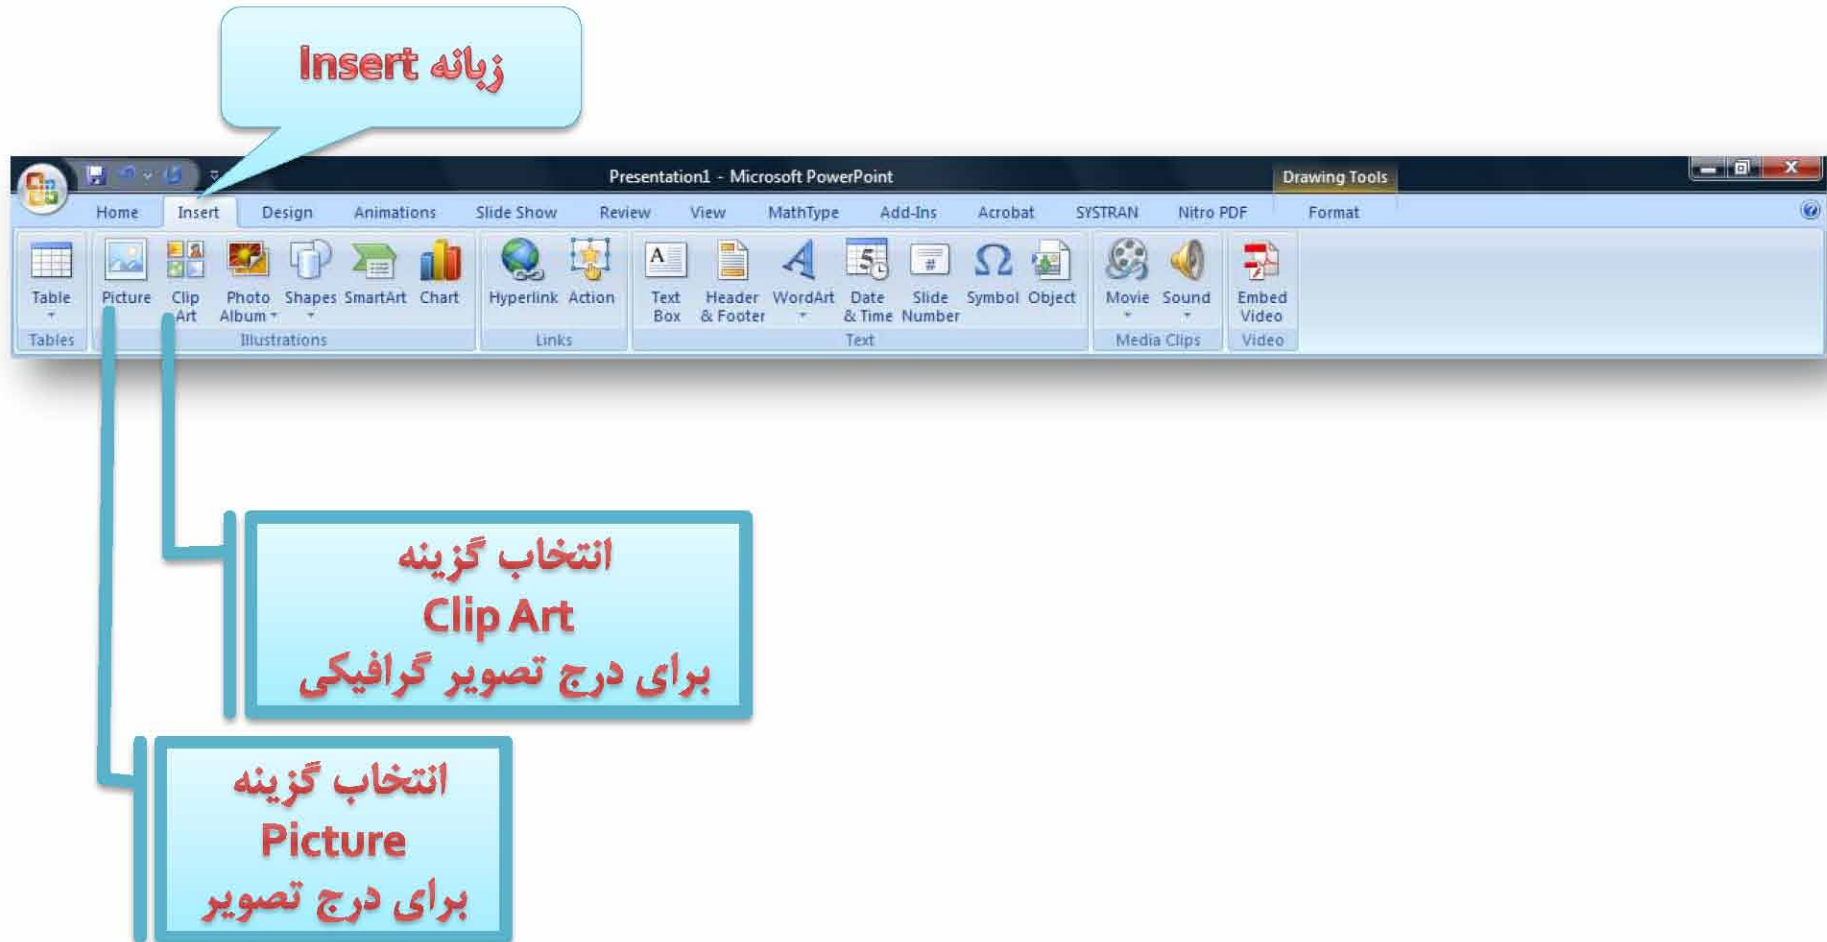 زبانه Insert
Presentation1 - Microsoft PowerPoint
Drawing Tools
Home Insert Design Animations Slide Show Review View MathType Add-Ins Acrobat SYSTRAN Nitro PDF Format
Table Picture Clip Art Photo Album Shapes SmartArt Chart Hyperlink Action Text Box Header & Footer WordArt Date & Time Slide Number Symbol Object Movie Sound Embed Video
Tables Illustrations Links Text Media Clips Video
انتخاب گزینه
Clip Art
برای درج تصویر گرافیکی
انتخاب گزینه
Picture
برای درج تصویر